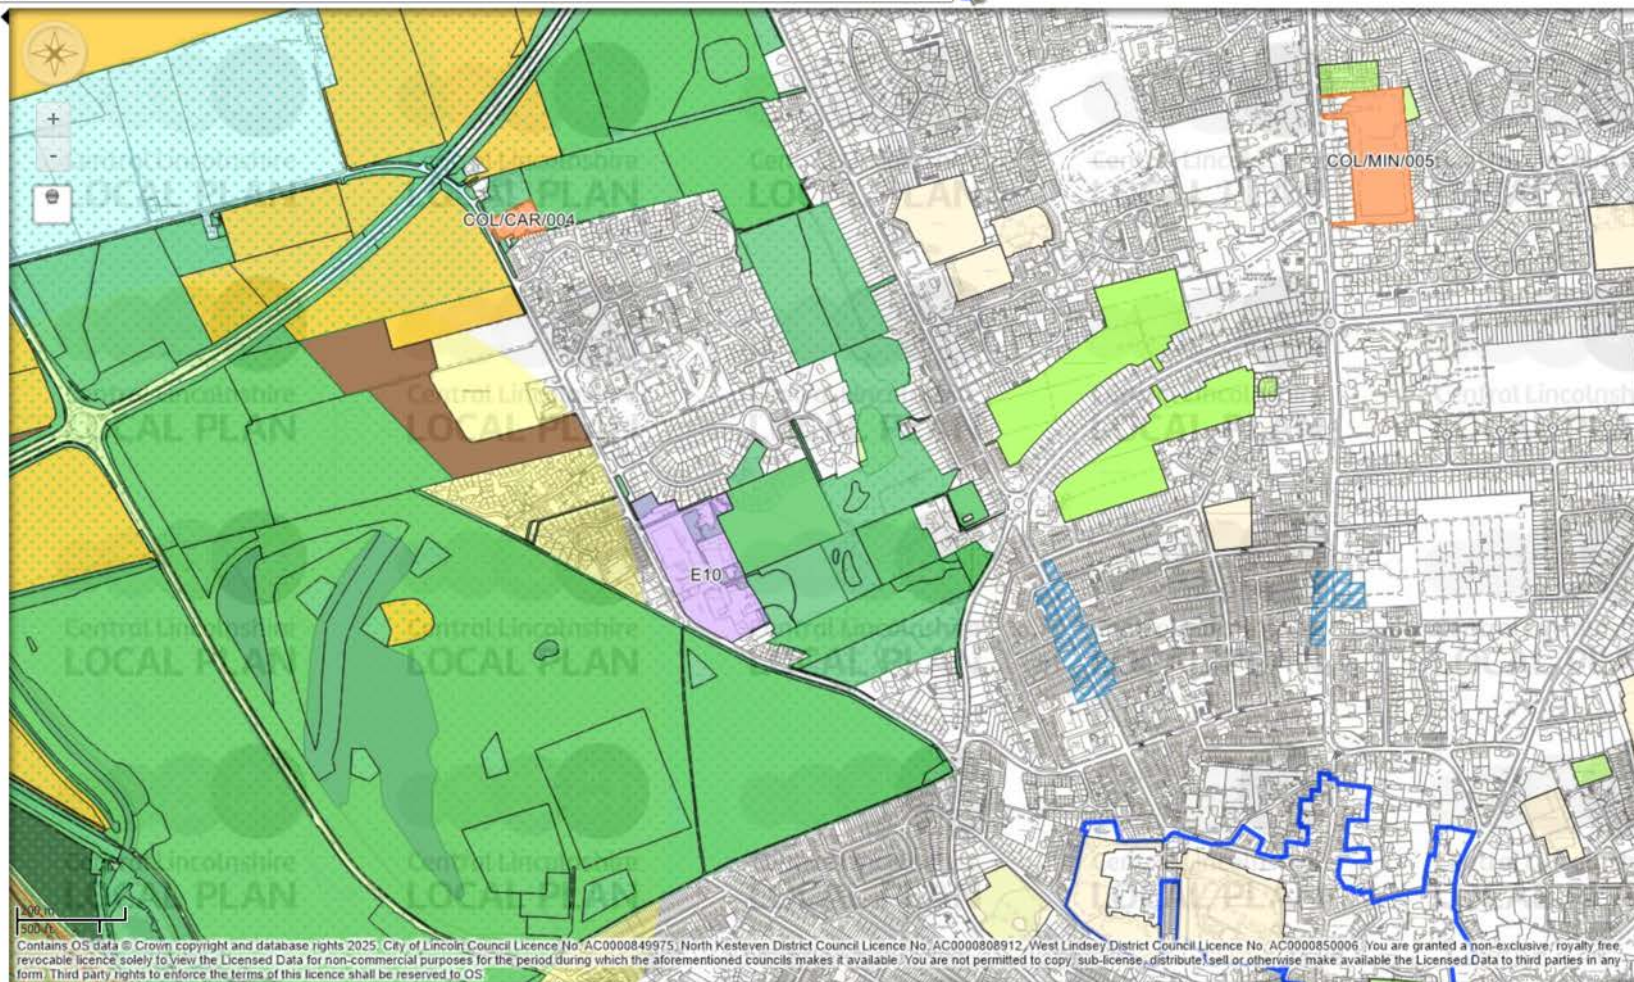 +
-
COL/MIN/005
COL/CAR/004
E10
Central Lincolnshire
LOCAL PLAN
200 m
500 ft
Contains OS data © Crown copyright and database rights 2025. City of Lincoln Council Licence No. AC0000849975, North Kesteven District Council Licence No. AC0000808912, West Lindsey District Council Licence No. AC0000850006. You are granted a non-exclusive, royalty free,
revocable licence solely to view the Licensed Data for non-commercial purposes for the period during which the aforementioned councils makes it available. You are not permitted to copy, sub-license, distribute, sell or otherwise make available the Licensed Data to third parties in any
form. Third party rights to enforce the terms of this licence shall be reserved to OS